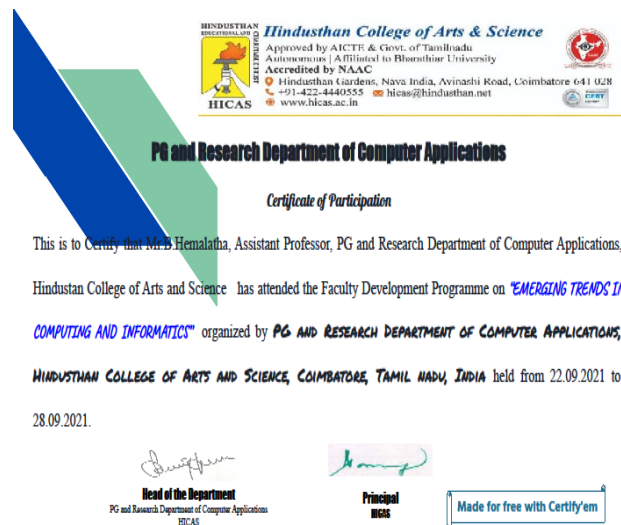 HINDUSTHAN
EDUCATIONAL AND
CHARITABLE TRUST
HICAS
Hindusthan College of Arts & Science
Approved by AICTE & Govt. of Tamilnadu
Autonomous | Affiliated to Bharathiar University
Accredited by NAAC
Hindusthan Gardens, Nava India, Avinashi Road, Coimbatore 641 028
+91-422-4440555 hicas@hindusthan.net
www.hicas.ac.in
PG and Research Department of Computer Applications
Certificate of Participation
This is to Certify that Mr.B.Hemalatha, Assistant Professor, PG and Research Department of Computer Applications,
Hindustan College of Arts and Science has attended the Faculty Development Programme on "EMERGING TRENDS IN
COMPUTING AND INFORMATICS" organized by PG AND RESEARCH DEPARTMENT OF COMPUTER APPLICATIONS,
HINDUSTHAN COLLEGE OF ARTS AND SCIENCE, COIMBATORE, TAMIL NADU, INDIA held from 22.09.2021 to
28.09.2021.
Head of the Department
PG and Research Department of Computer Applications
HICAS
Principal
HICAS
Made for free with Certify'em